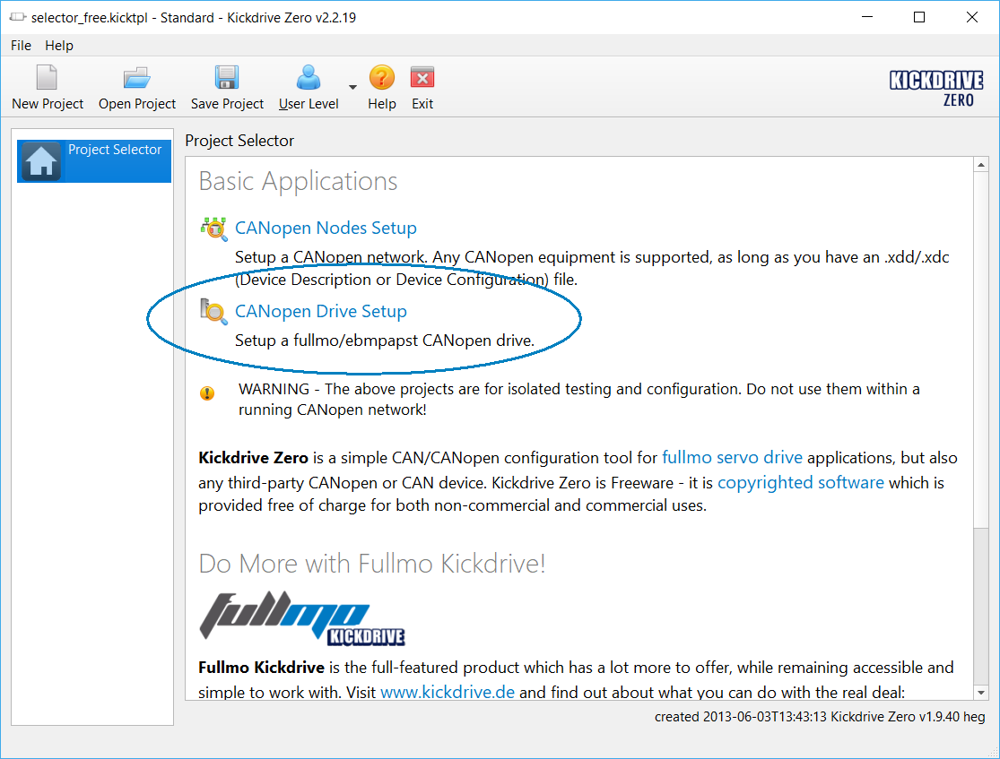 selector_free.kicktpl - Standard - Kickdrive Zero v2.2.19
File Help
New Project Open Project Save Project User Level Help Exit
KICKDRIVE
ZERO
Project Selector
Project Selector
Basic Applications
CANopen Nodes Setup
Setup a CANopen network. Any CANopen equipment is supported, as long as you have an .xdd/.xdc
(Device Description or Device Configuration) file.
CANopen Drive Setup
Setup a fullmo/ebmpapst CANopen drive.
WARNING - The above projects are for isolated testing and configuration. Do not use them within a
running CANopen network!
Kickdrive Zero is a simple CAN/CANopen configuration tool for fullmo servo drive applications, but also
any third-party CANopen or CAN device. Kickdrive Zero is Freeware - it is copyrighted software which is
provided free of charge for both non-commercial and commercial uses.
Do More with Fullmo Kickdrive!
fullmo
KICKDRIVE
Fullmo Kickdrive is the full-featured product which has a lot more to offer, while remaining accessible and
simple to work with. Visit www.kickdrive.de and find out about what you can do with the real deal:
created 2013-06-03T13:43:13 Kickdrive Zero v1.9.40 heg